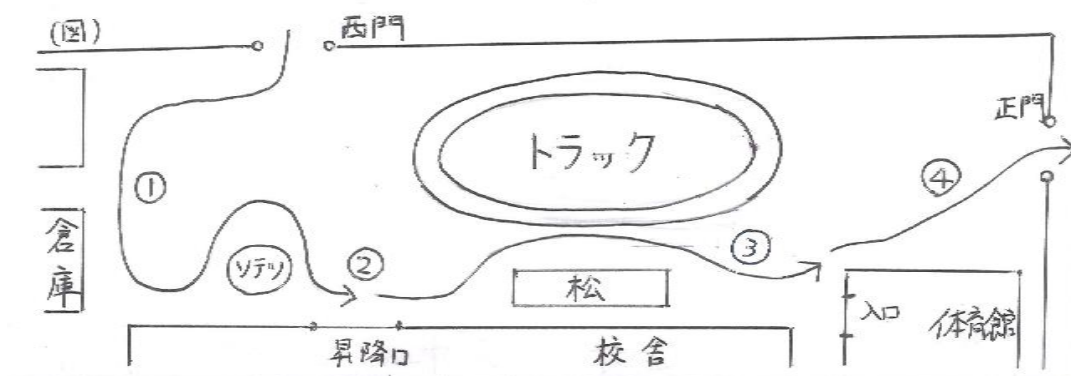 (図)
西門
正門
トラック
①
④
倉庫
ソテツ
②
③
松
入口
体育館
昇降口
校舎